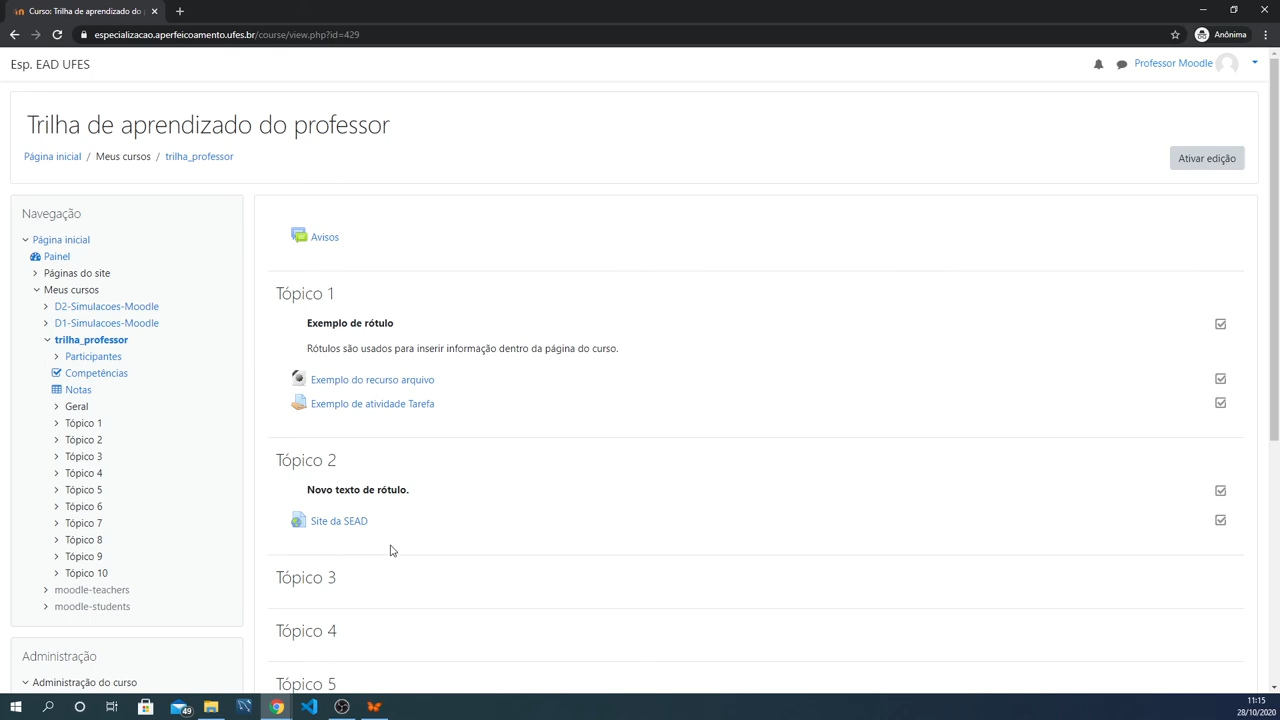 Curso: Trilha de aprendizado do
especializacao.aperfeicoamento.ufes.br/course/view.php?id=429
Anônima
Esp. EAD UFES
Professor Moodle
Trilha de aprendizado do professor
Página inicial / Meus cursos / trilha_professor
Ativar edição
Navegação
Página inicial
Painel
Páginas do site
Meus cursos
D2-Simulacoes-Moodle
D1-Simulacoes-Moodle
trilha_professor
Participantes
Competências
Notas
Geral
Tópico 1
Tópico 2
Tópico 3
Tópico 4
Tópico 5
Tópico 6
Tópico 7
Tópico 8
Tópico 9
Tópico 10
moodle-teachers
moodle-students
Administração
Administração do curso
Avisos
Tópico 1
Exemplo de rótulo
Rótulos são usados para inserir informação dentro da página do curso.
Exemplo do recurso arquivo
Exemplo de atividade Tarefa
Tópico 2
Novo texto de rótulo.
Site da SEAD
Tópico 3
Tópico 4
Tópico 5
49
11:15
28/10/2020